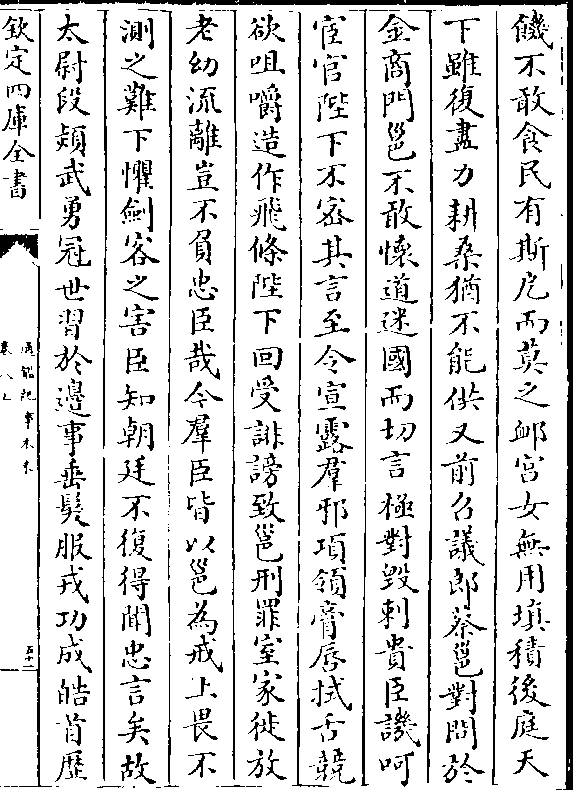 饑不敢食民有斯戹而莫之䘏宫女無用填積後庭天
下雖復盡力耕桑猶不能供又前召議郎蔡邕對問於
金商門邕不敢懷道迷國而切言極對毁刺貴臣譏呵
宦官陛下不宻其言至令宣露羣邪項領膏唇拭舌競
欲咀嚼造作飛條陛下回受誹謗致邕刑罪室家徙放
老幼流離豈不負忠臣哉今羣臣皆以邕為戒上畏不
測之難下懼劍客之害臣知朝廷不復得聞忠言矣故
太尉段熲武勇冠世習於邊事垂髮服戎功成皓首歴
欽定四庫全書
通鑑紀事本末
卷八上
五十二